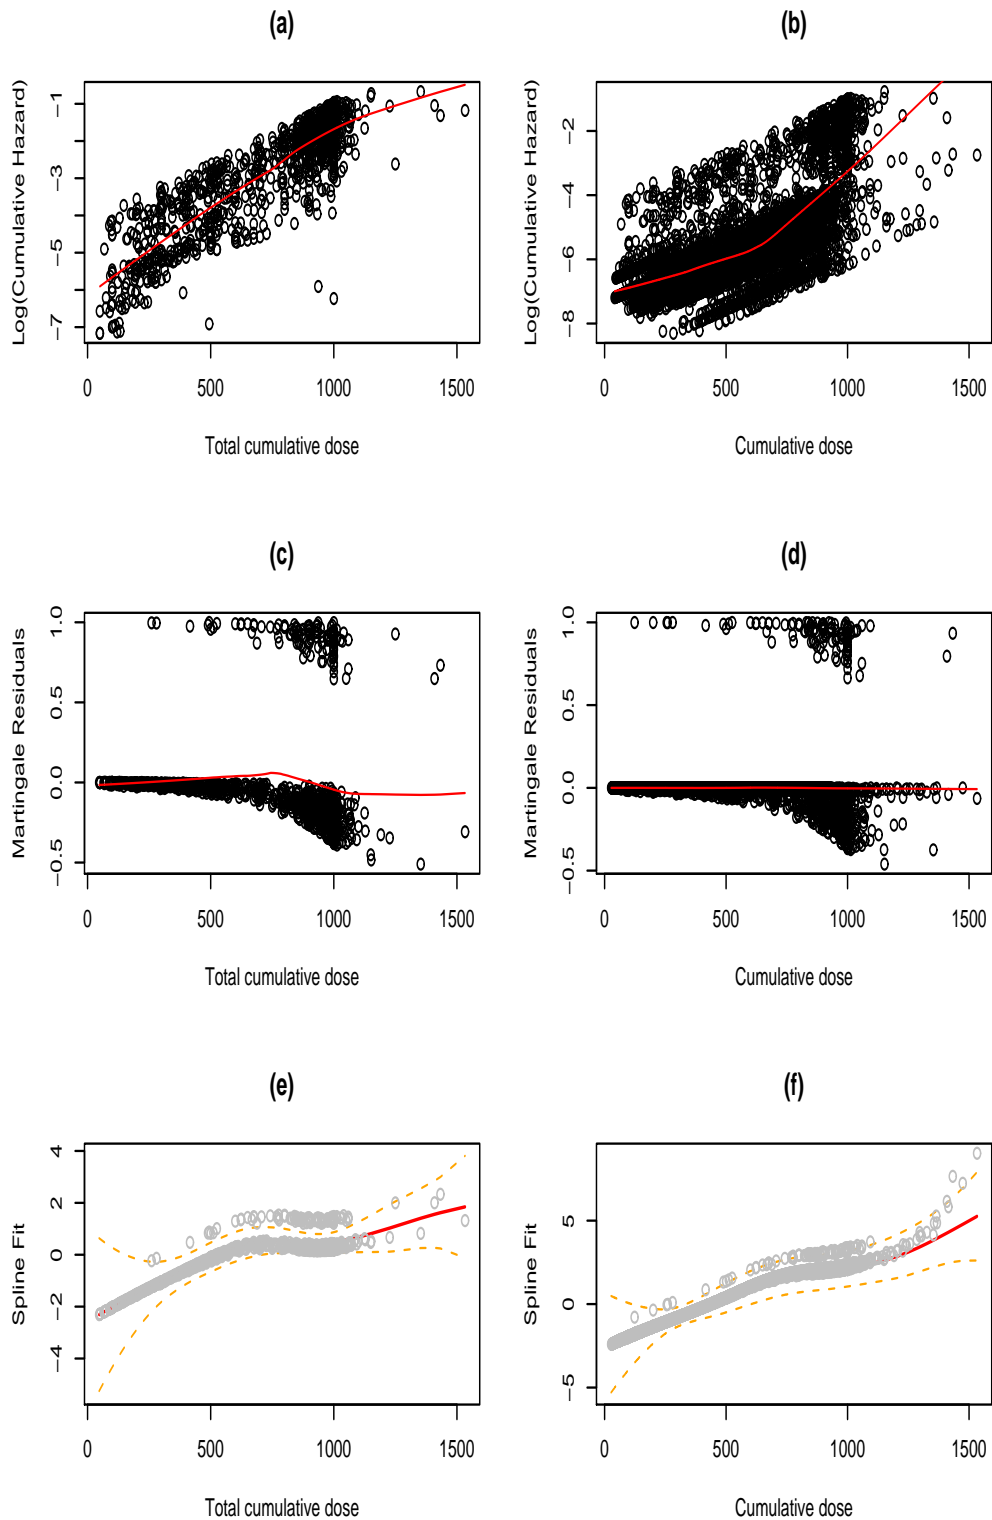 (a)
Log(Cumulative Hazard)
−1
−3
−5
−7
0 500 1000 1500
Total cumulative dose
(b)
Log(Cumulative Hazard)
−2
−4
−6
−8
0 500 1000 1500
Cumulative dose
(c)
Martingale Residuals
1.0
0.5
0.0
−0.5
0 500 1000 1500
Total cumulative dose
(d)
Martingale Residuals
1.0
0.5
0.0
−0.5
0 500 1000 1500
Cumulative dose
(e)
Spline Fit
4
2
0
−2
−4
0 500 1000 1500
Total cumulative dose
(f)
Spline Fit
5
0
−5
0 500 1000 1500
Cumulative dose